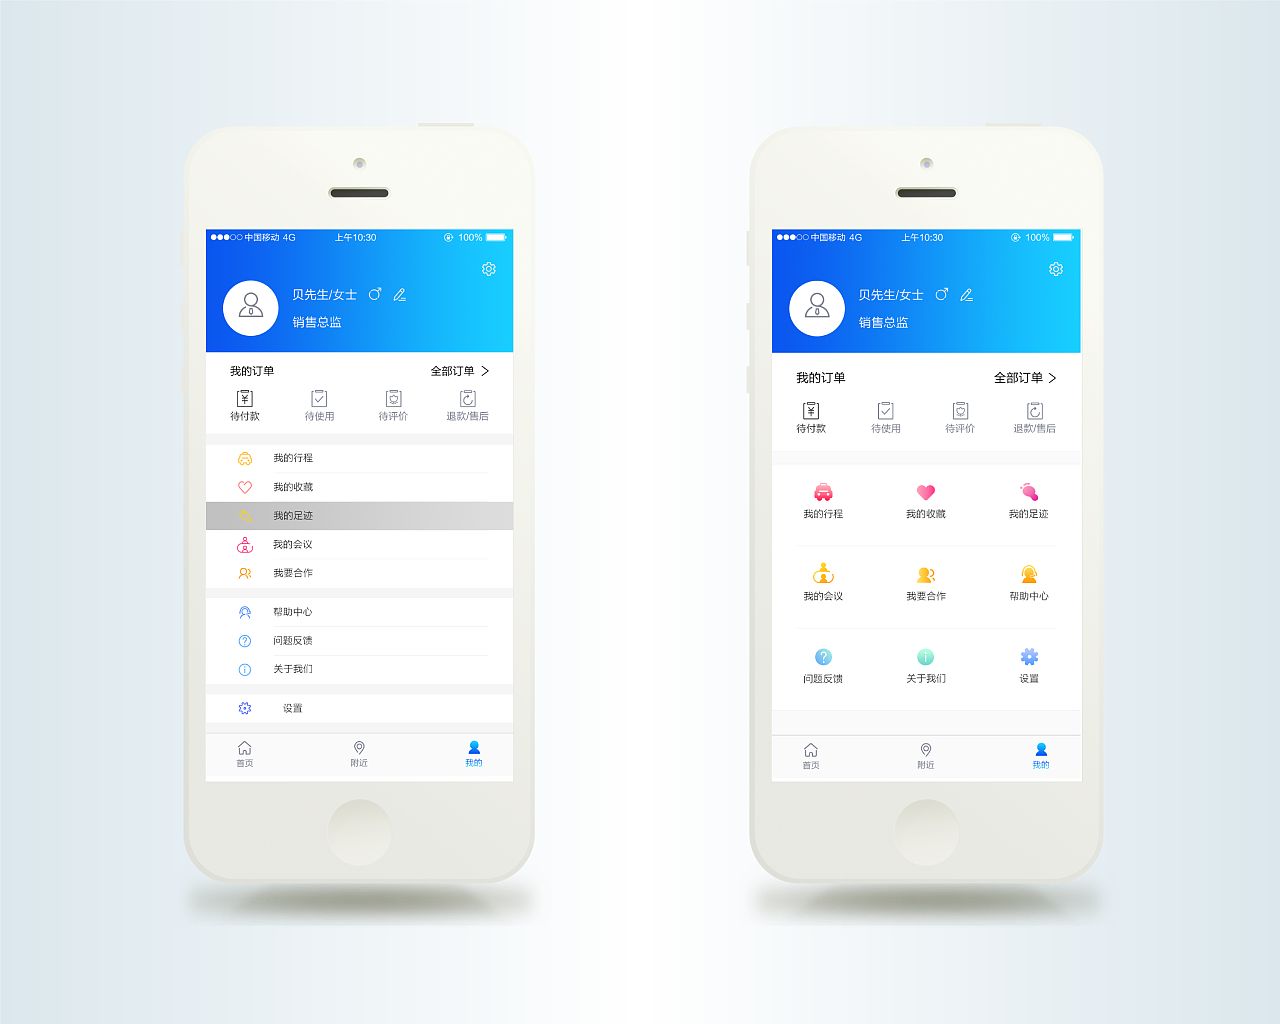 中国移动 4G 上午10:30 100%
贝先生/女士
销售总监
我的订单 全部订单
待付款 待使用 待评价 退款/售后
我的行程
我的收藏
我的足迹
我的会议
我要合作
帮助中心
问题反馈
关于我们
设置
首页 附近 我的
中国移动 4G 上午10:30 100%
贝先生/女士
销售总监
我的订单 全部订单
待付款 待使用 待评价 退款/售后
我的行程 我的收藏 我的足迹
我的会议 我要合作 帮助中心
问题反馈 关于我们 设置
首页 附近 我的